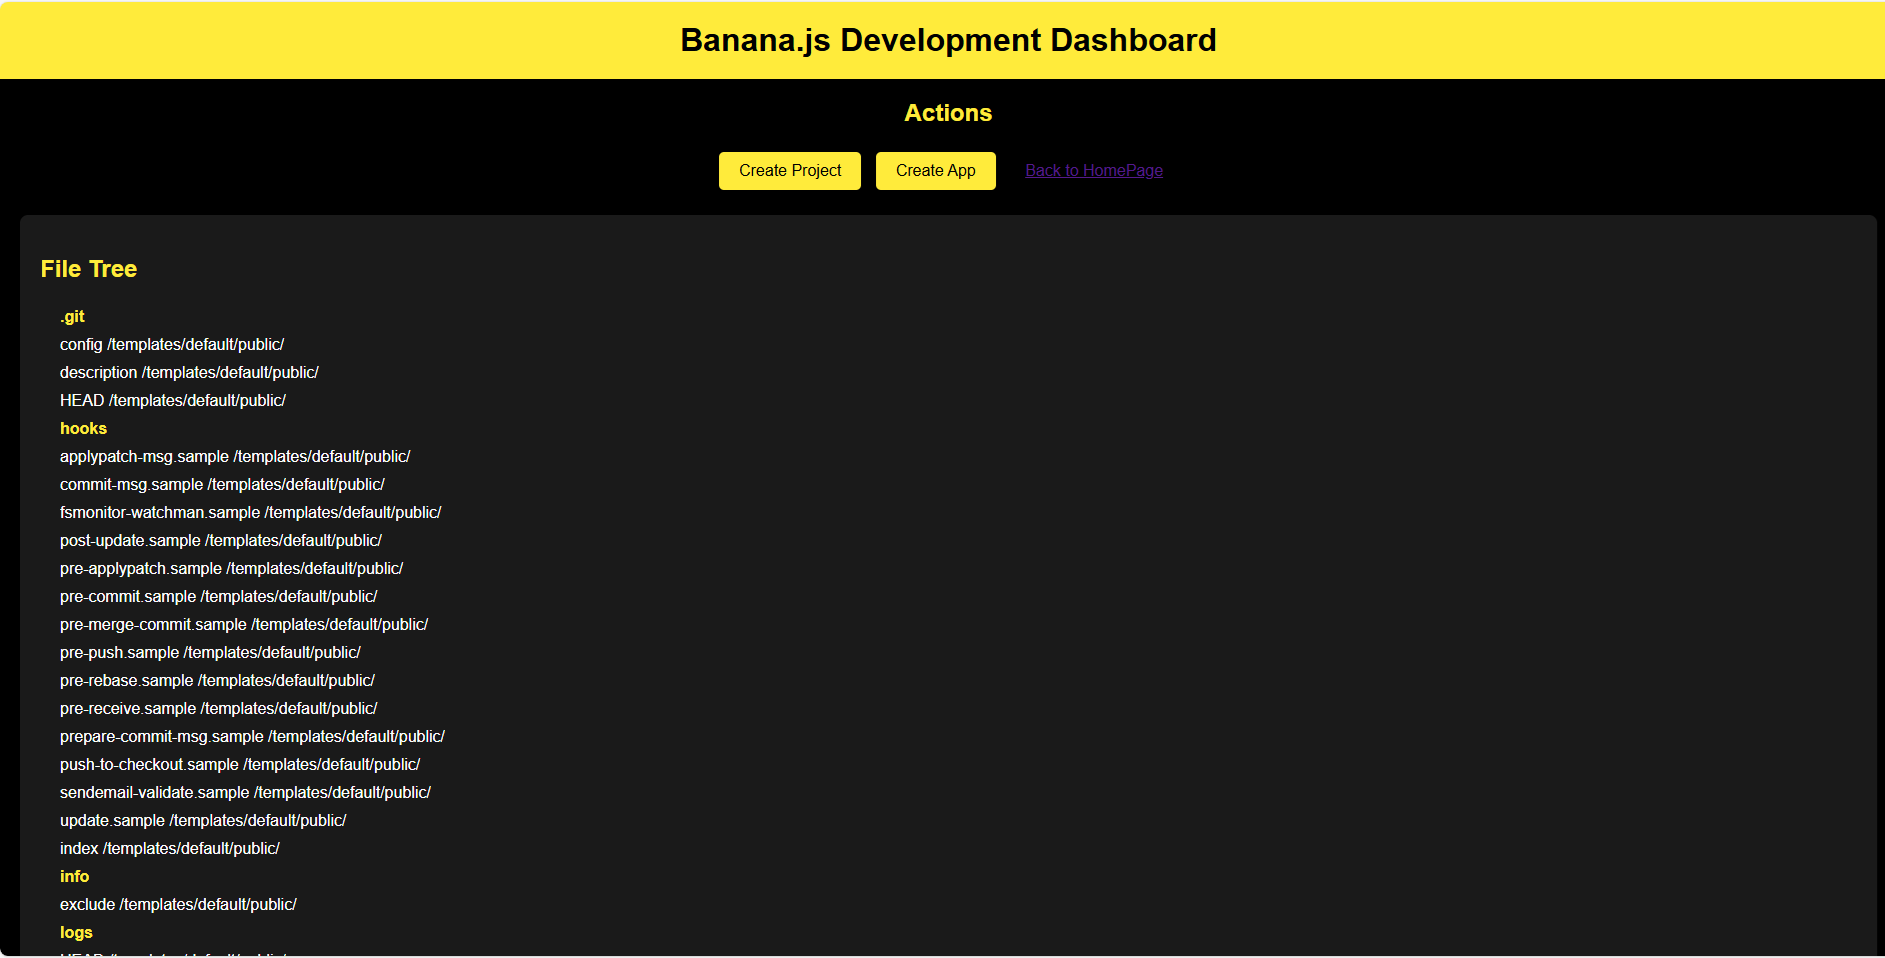 Banana.js Development Dashboard
Actions
Create Project Create App Back to HomePage
File Tree
.git
config /templates/default/public/
description /templates/default/public/
HEAD /templates/default/public/
hooks
applypatch-msg.sample /templates/default/public/
commit-msg.sample /templates/default/public/
fsmonitor-watchman.sample /templates/default/public/
post-update.sample /templates/default/public/
pre-applypatch.sample /templates/default/public/
pre-commit.sample /templates/default/public/
pre-merge-commit.sample /templates/default/public/
pre-push.sample /templates/default/public/
pre-rebase.sample /templates/default/public/
pre-receive.sample /templates/default/public/
prepare-commit-msg.sample /templates/default/public/
push-to-checkout.sample /templates/default/public/
sendemail-validate.sample /templates/default/public/
update.sample /templates/default/public/
index /templates/default/public/
info
exclude /templates/default/public/
logs